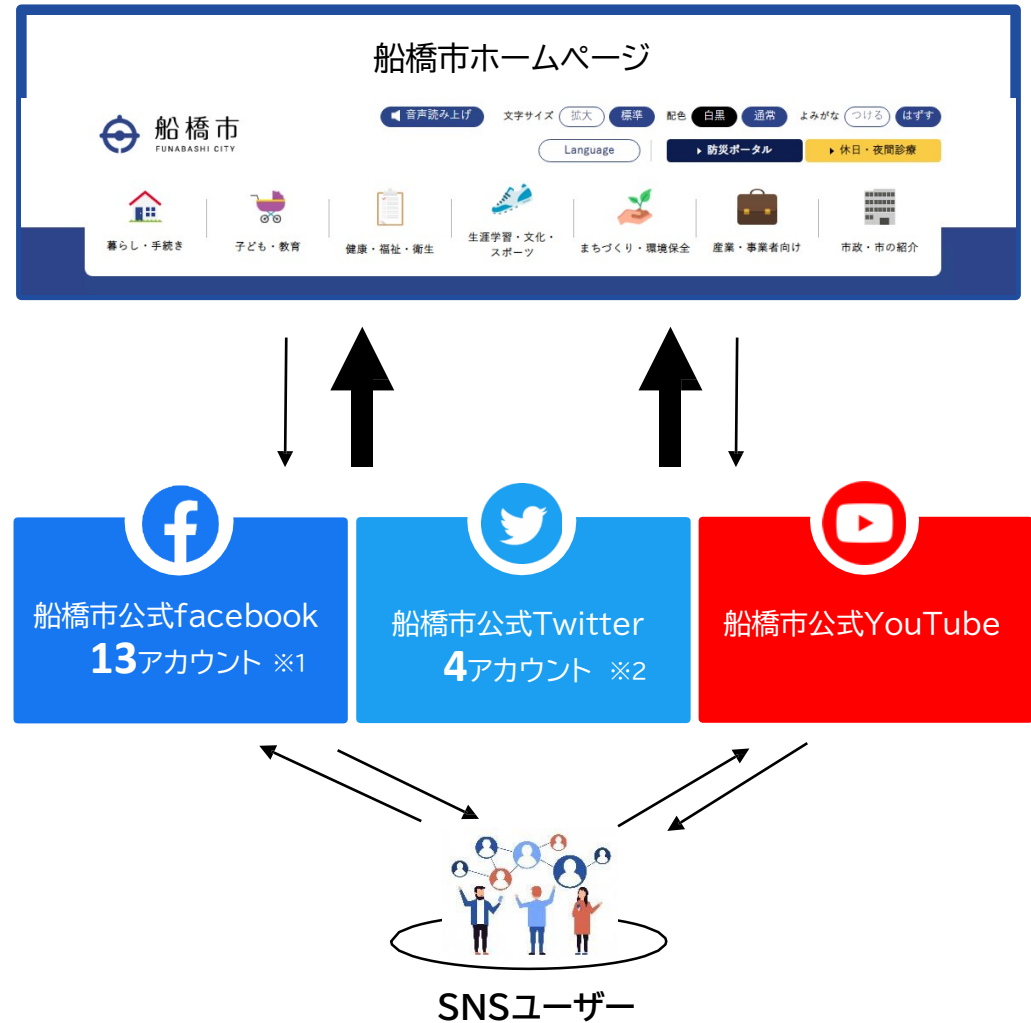 船橋市ホームページ
船橋市
FUNABASHI CITY
音声読み上げ 文字サイズ 拡大 標準 配色 白黒 通常 よみがな つける はずす
Language 防災ポータル 休日・夜間診療
暮らし・手続き
子ども・教育
健康・福祉・衛生
生涯学習・文化・
スポーツ
まちづくり・環境保全
産業・事業者向け
市政・市の紹介
船橋市公式facebook
13アカウント ※1
船橋市公式Twitter
4アカウント ※2
船橋市公式YouTube
SNSユーザー